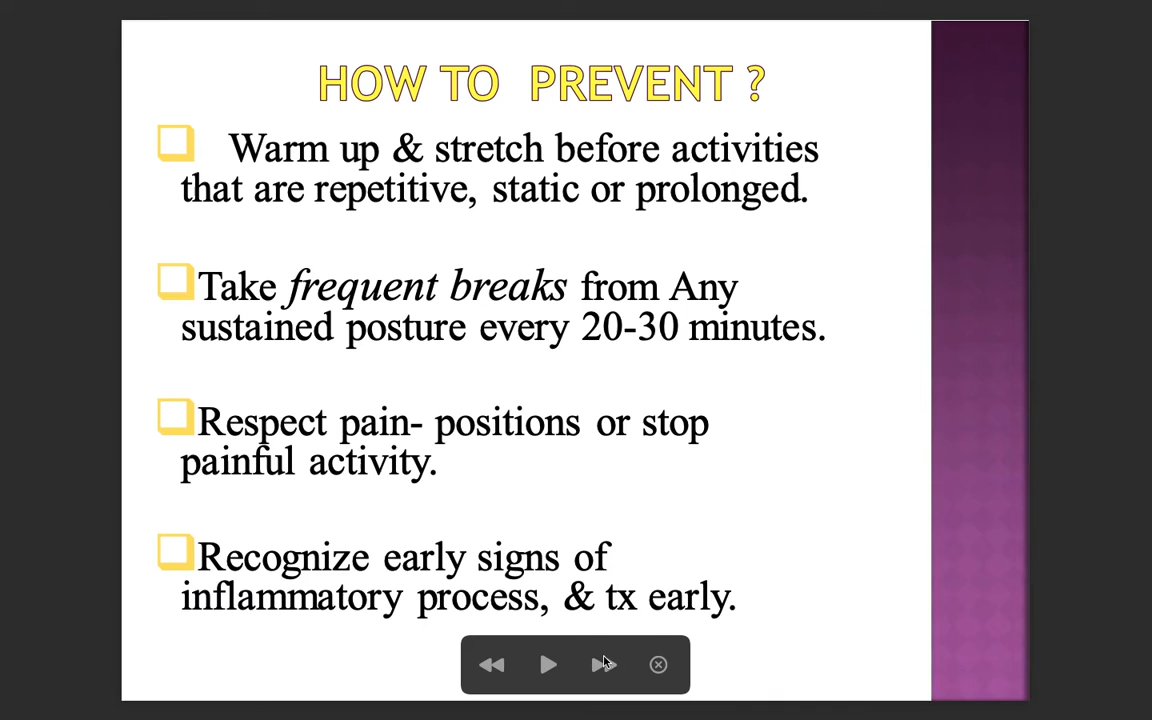 HOW TO PREVENT ?
Warm up & stretch before activities
that are repetitive, static or prolonged.
Take frequent breaks from Any
sustained posture every 20-30 minutes.
Respect pain- positions or stop
painful activity.
Recognize early signs of
inflammatory process, & tx early.